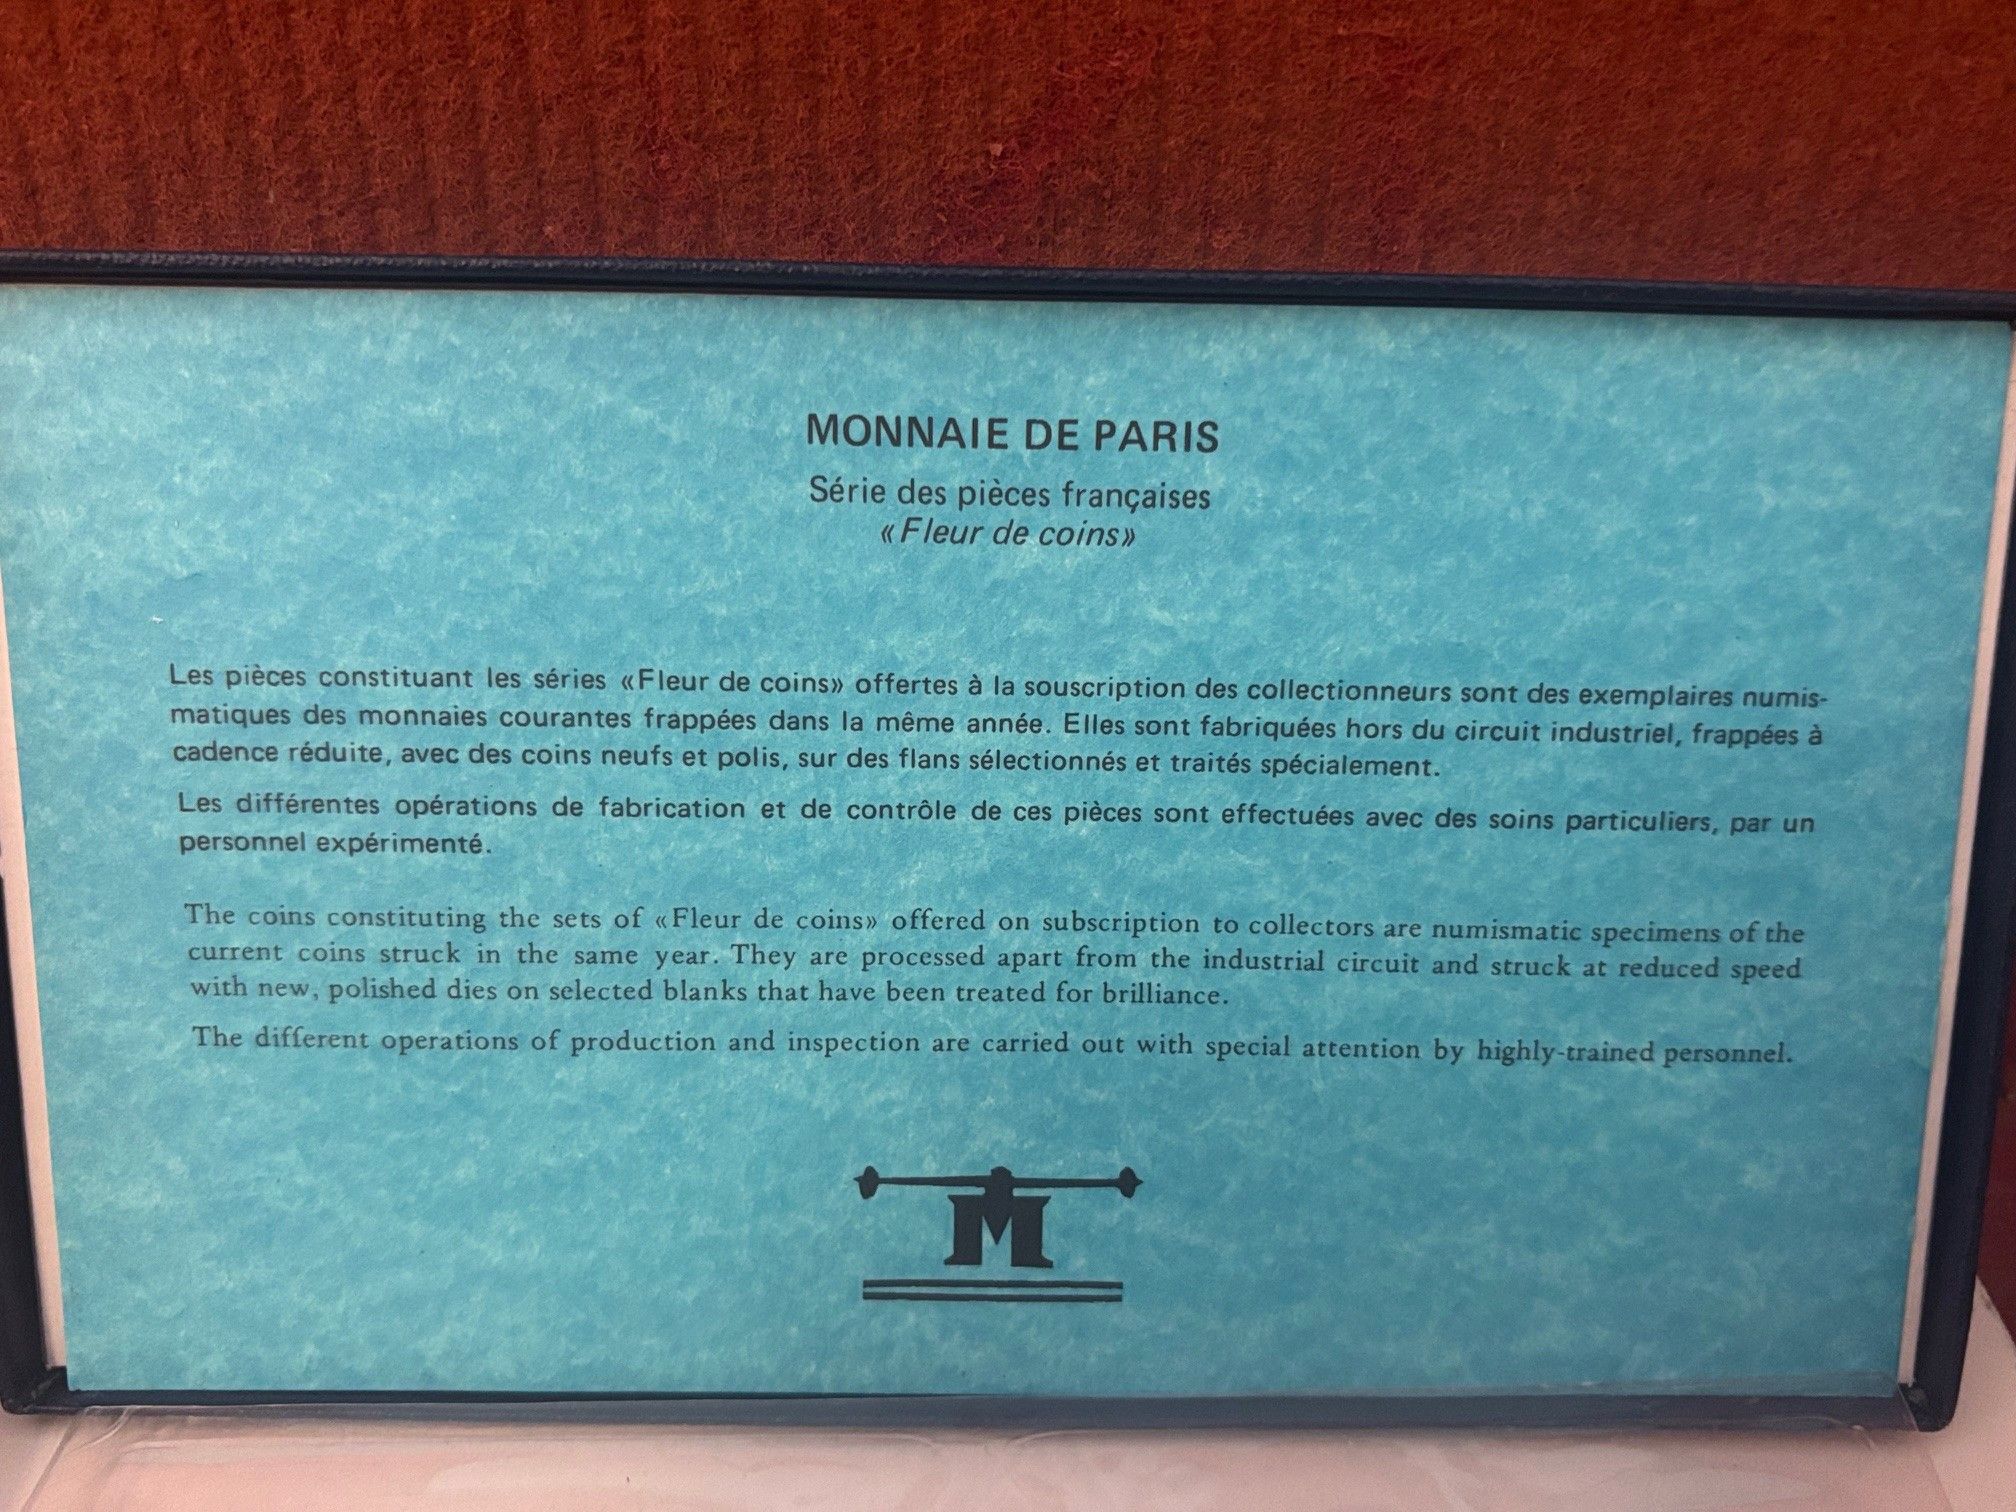 MONNAIE DE PARIS
Série des pièces françaises
«Fleur de coins»
Les pièces constituant les séries «Fleur de coins» offertes à la souscription des collectionneurs sont des exemplaires numis-
matiques des monnaies courantes frappées dans la même année. Elles sont fabriquées hors du circuit industriel, frappées à
cadence réduite, avec des coins neufs et polis, sur des flans sélectionnés et traités spécialement.
Les différentes opérations de fabrication et de contrôle de ces pièces sont effectuées avec des soins particuliers, par un
personnel expérimenté.
The coins constituting the sets of «Fleur de coins» offered on subscription to collectors are numismatic specimens of the
current coins struck in the same year. They are processed apart from the industrial circuit and struck at reduced speed
with new, polished dies on selected blanks that have been treated for brilliance.
The different operations of production and inspection are carried out with special attention by highly-trained personnel.
M